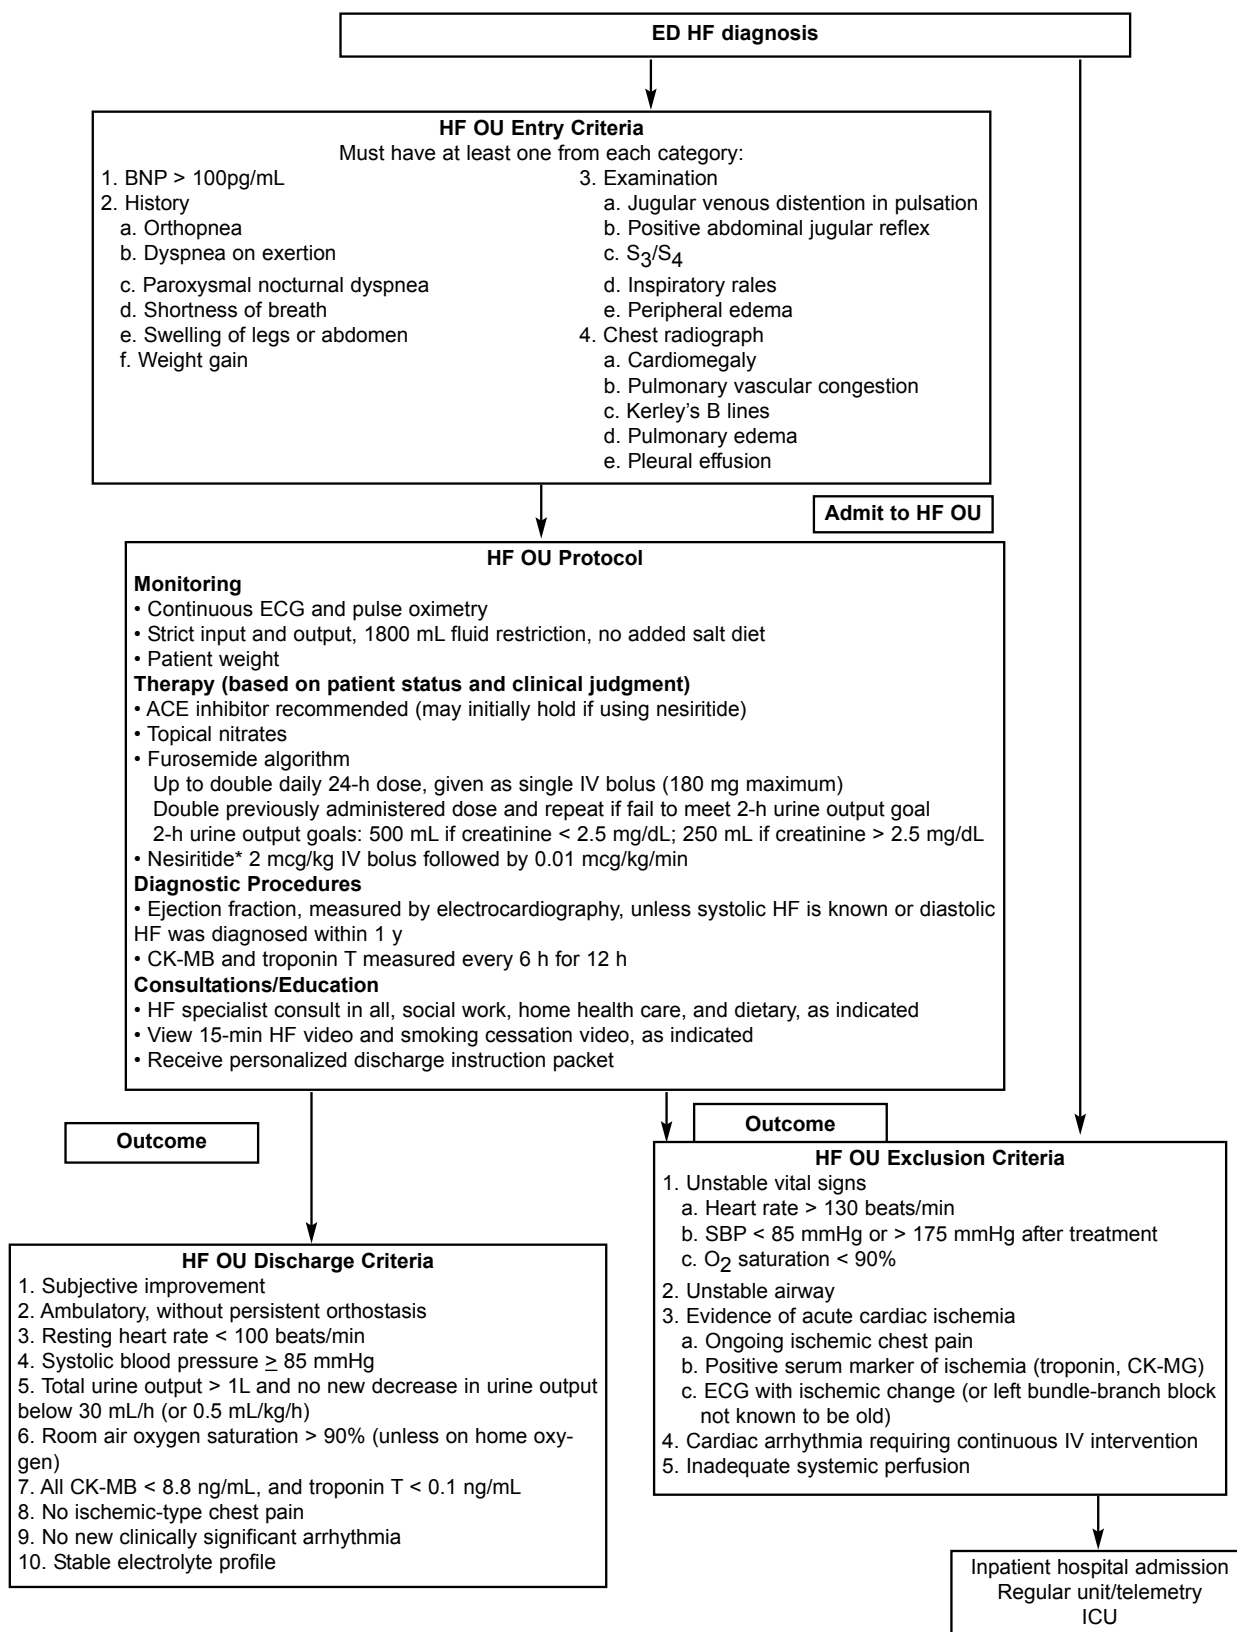 ED HF diagnosis
HF OU Entry Criteria
Must have at least one from each category:
1. BNP > 100pg/mL
2. History
a. Orthopnea
b. Dyspnea on exertion
c. Paroxysmal nocturnal dyspnea
d. Shortness of breath
e. Swelling of legs or abdomen
f. Weight gain
3. Examination
a. Jugular venous distention in pulsation
b. Positive abdominal jugular reflex
c. S3/S4
d. Inspiratory rales
e. Peripheral edema
4. Chest radiograph
a. Cardiomegaly
b. Pulmonary vascular congestion
c. Kerley's B lines
d. Pulmonary edema
e. Pleural effusion
Admit to HF OU
HF OU Protocol
Monitoring
• Continuous ECG and pulse oximetry
• Strict input and output, 1800 mL fluid restriction, no added salt diet
• Patient weight
Therapy (based on patient status and clinical judgment)
• ACE inhibitor recommended (may initially hold if using nesiritide)
• Topical nitrates
• Furosemide algorithm
Up to double daily 24-h dose, given as single IV bolus (180 mg maximum)
Double previously administered dose and repeat if fail to meet 2-h urine output goal
2-h urine output goals: 500 mL if creatinine < 2.5 mg/dL; 250 mL if creatinine > 2.5 mg/dL
• Nesiritide* 2 mcg/kg IV bolus followed by 0.01 mcg/kg/min
Diagnostic Procedures
• Ejection fraction, measured by electrocardiography, unless systolic HF is known or diastolic
HF was diagnosed within 1 y
• CK-MB and troponin T measured every 6 h for 12 h
Consultations/Education
• HF specialist consult in all, social work, home health care, and dietary, as indicated
• View 15-min HF video and smoking cessation video, as indicated
• Receive personalized discharge instruction packet
Outcome
HF OU Discharge Criteria
1. Subjective improvement
2. Ambulatory, without persistent orthostasis
3. Resting heart rate < 100 beats/min
4. Systolic blood pressure ≥ 85 mmHg
5. Total urine output > 1L and no new decrease in urine output
below 30 mL/h (or 0.5 mL/kg/h)
6. Room air oxygen saturation > 90% (unless on home oxy-
gen)
7. All CK-MB < 8.8 ng/mL, and troponin T < 0.1 ng/mL
8. No ischemic-type chest pain
9. No new clinically significant arrhythmia
10. Stable electrolyte profile
Outcome
HF OU Exclusion Criteria
1. Unstable vital signs
a. Heart rate > 130 beats/min
b. SBP < 85 mmHg or > 175 mmHg after treatment
c. O2 saturation < 90%
2. Unstable airway
3. Evidence of acute cardiac ischemia
a. Ongoing ischemic chest pain
b. Positive serum marker of ischemia (troponin, CK-MG)
c. ECG with ischemic change (or left bundle-branch block
not known to be old)
4. Cardiac arrhythmia requiring continuous IV intervention
5. Inadequate systemic perfusion
Inpatient hospital admission
Regular unit/telemetry
ICU